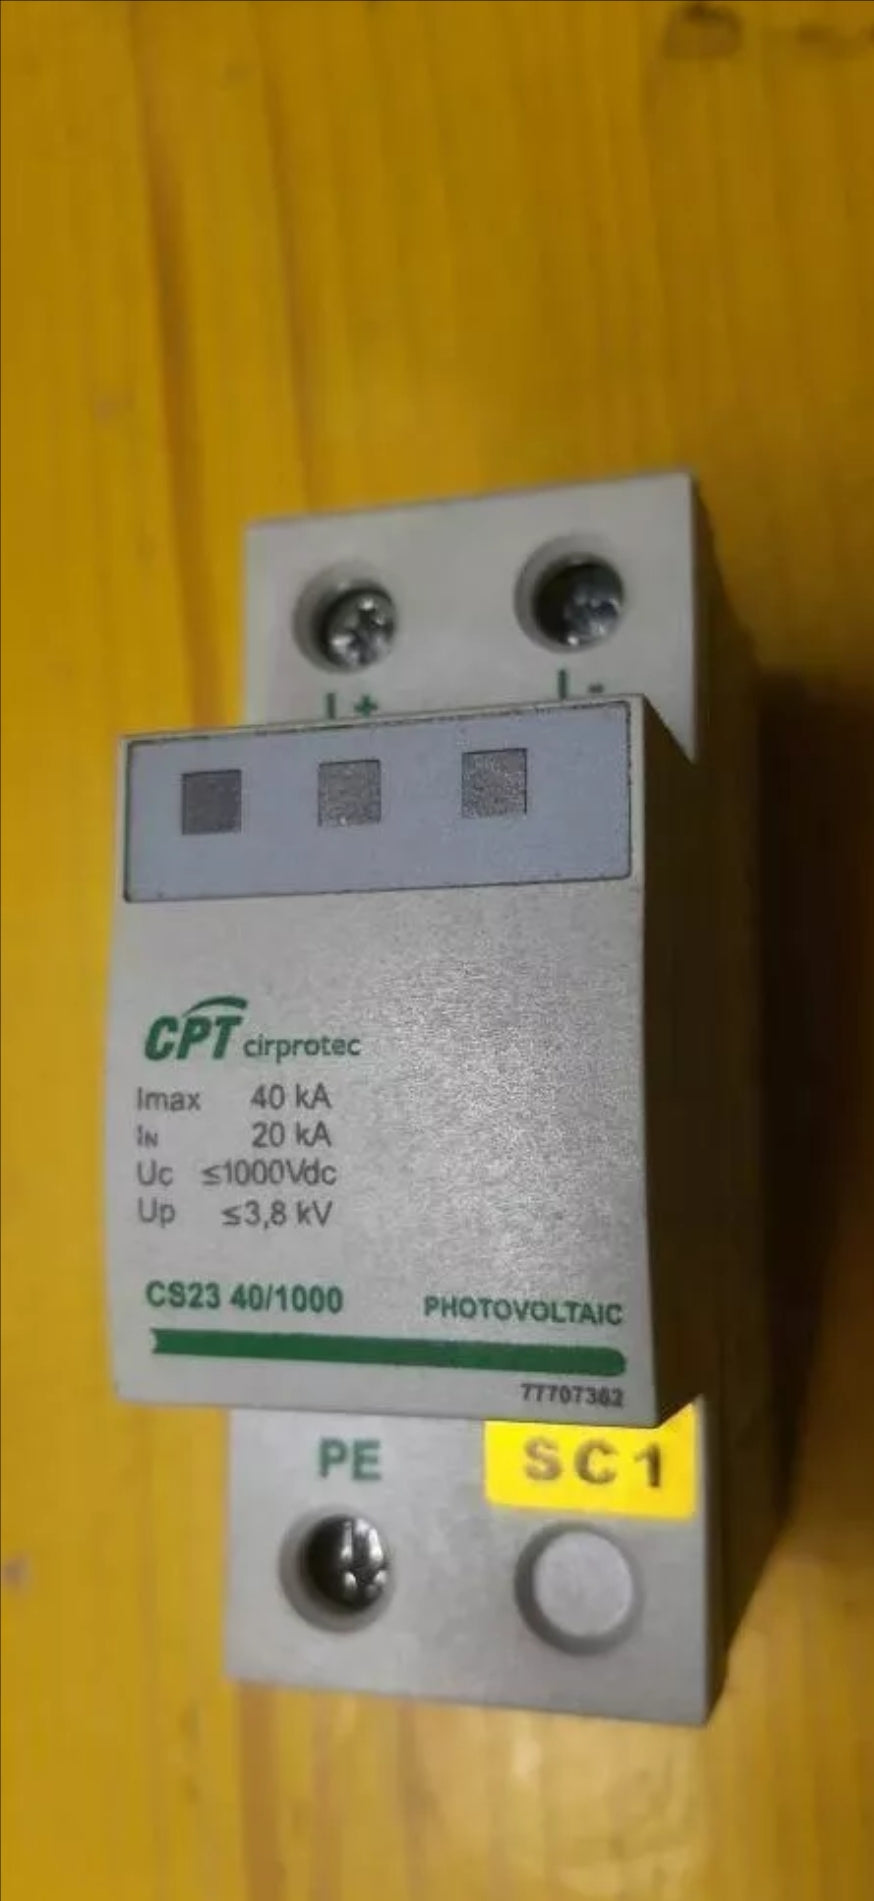 L+
L-
CPT cirprotec
Imax 40 kA
IN 20 kA
Uc ≤1000Vdc
Up ≤3,8 kV
CS23 40/1000 PHOTOVOLTAIC
77707362
PE
SC1